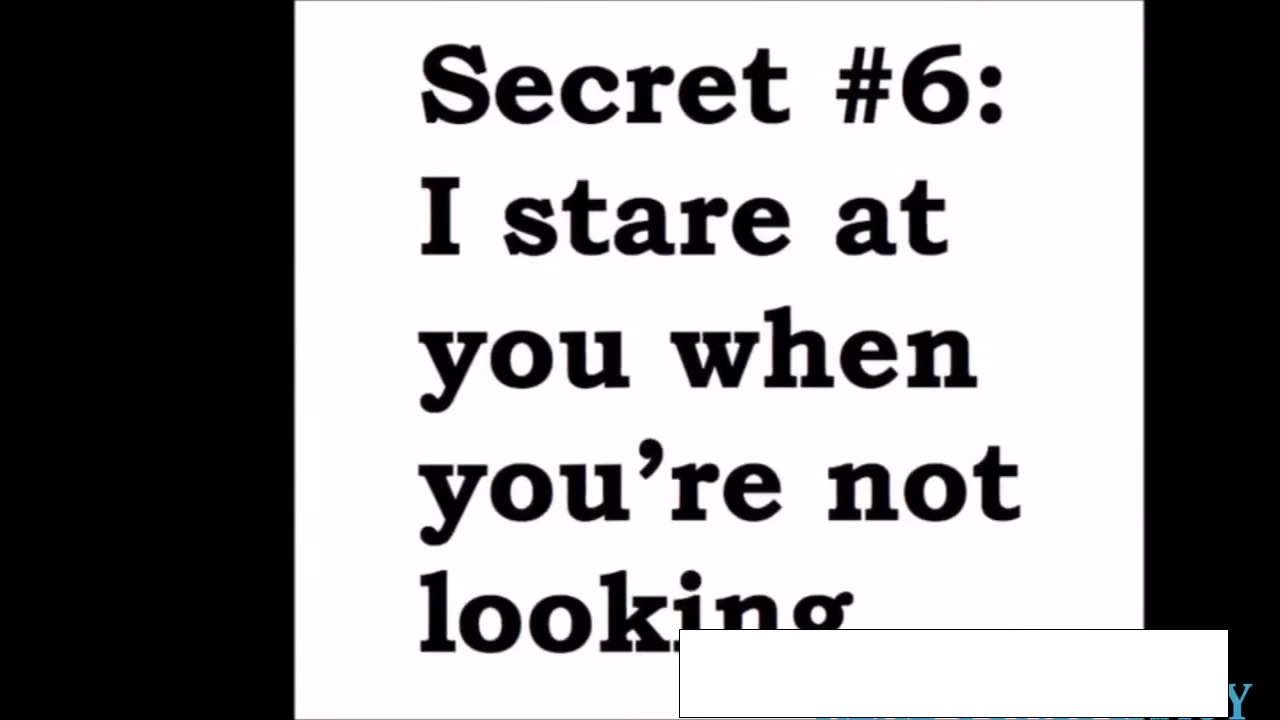 Secret #6:
I stare at
you when
you’re not
looking